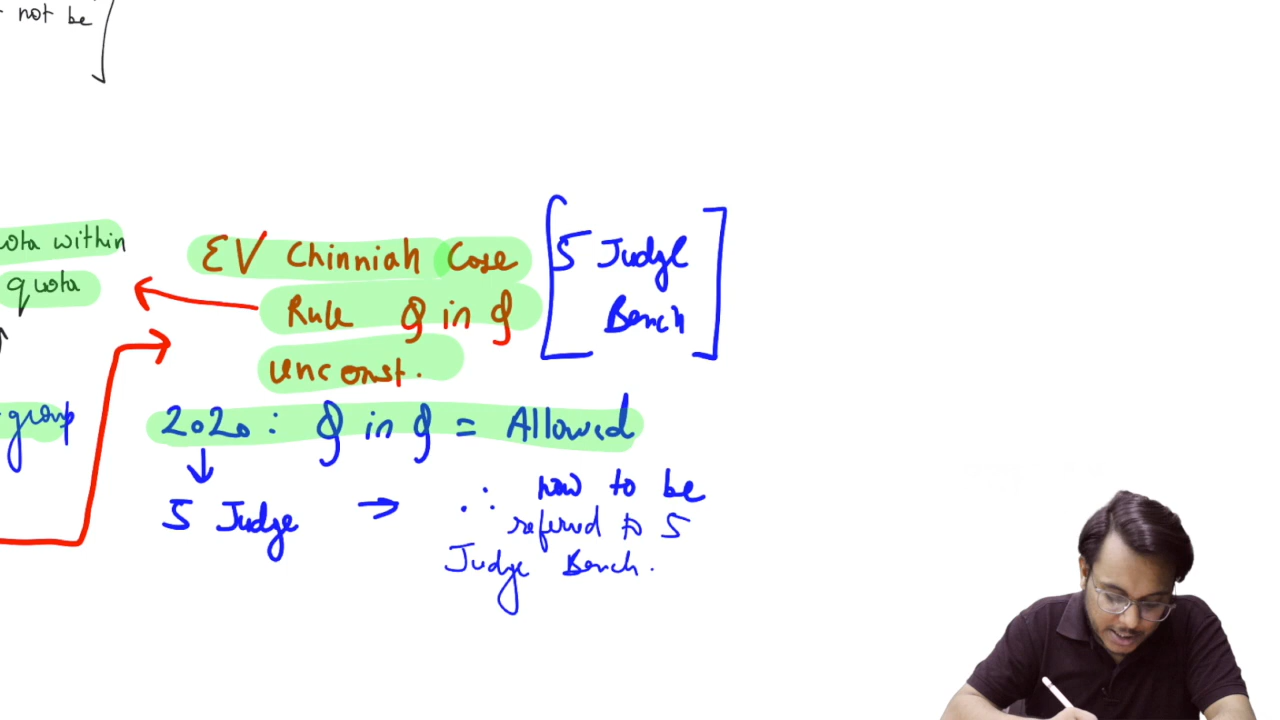 not be
ota within
quota
group
EV Chinniah Case
Rule Q in Q
Unconst.
[5 Judge
Bench]
2020: Q in Q = Allowed
↓
5 Judge → ∴ now to be
referred to 5
Judge Bench.